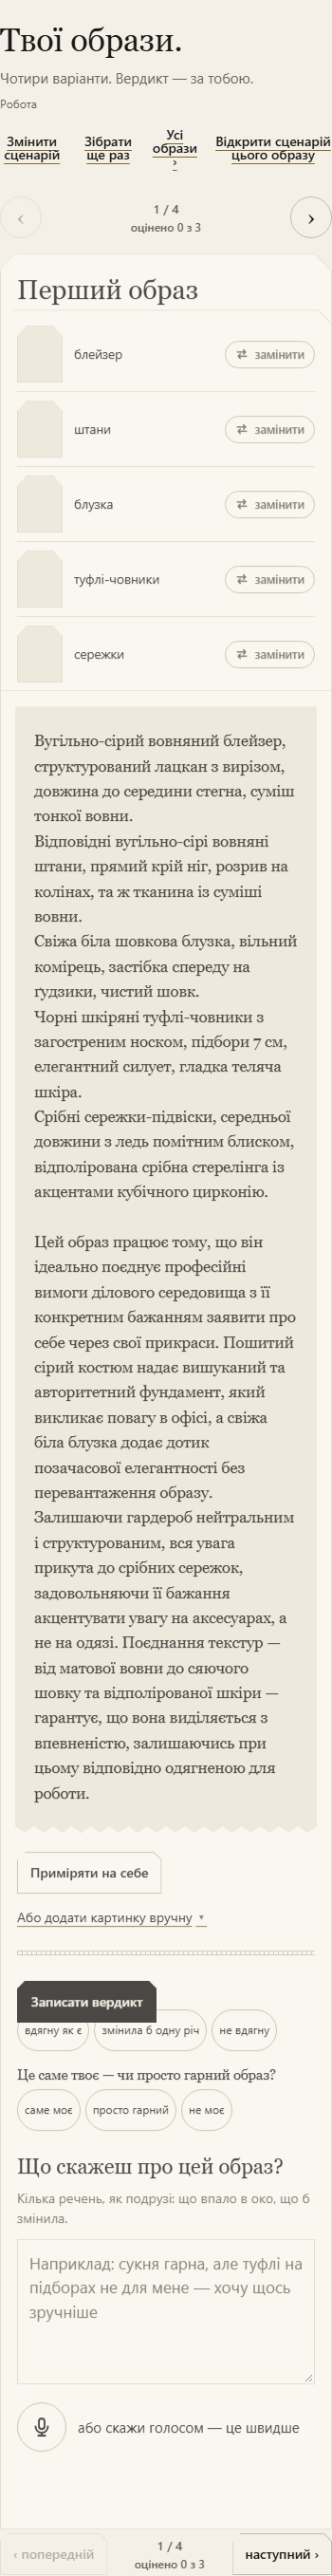 Твої образи.
Чотири варіанти. Вердикт — за тобою.
Робота
Змінити
сценарій
Зібрати
ще раз
Усі
образи
›
Відкрити сценарій
цього образу
‹
1 / 4
оцінено 0 з 3
›
Перший образ
блейзер
⇄ замінити
штани
⇄ замінити
блузка
⇄ замінити
туфлі-човники
⇄ замінити
сережки
⇄ замінити
Вугільно-сірий вовняний блейзер,
структурований лацкан з вирізом,
довжина до середини стегна, суміш
тонкої вовни.
Відповідні вугільно-сірі вовняні
штани, прямий крій ніг, розрив на
колінах, та ж тканина із суміші
вовни.
Свіжа біла шовкова блузка, вільний
комірець, застібка спереду на
ґудзики, чистий шовк.
Чорні шкіряні туфлі-човники з
загостреним носком, підбори 7 см,
елегантний силует, гладка теляча
шкіра.
Срібні сережки-підвіски, середньої
довжини з ледь помітним блиском,
відполірована срібна стерелінга із
акцентами кубічного цирконію.
Цей образ працює тому, що він
ідеально поєднує професійні
вимоги ділового середовища з її
конкретним бажанням заявити про
себе через свої прикраси. Пошитий
сірий костюм надає вишуканий та
авторитетний фундамент, який
викликає повагу в офісі, а свіжа
біла блузка додає дотик
позачасової елегантності без
перевантаження образу.
Залишаючи гардероб нейтральним
і структурованим, вся увага
прикута до срібних сережок,
задовольняючи її бажання
акцентувати увагу на аксесуарах, а
не на одязі. Поєднання текстур —
від матової вовни до сяючого
шовку та відполірованої шкіри —
гарантує, що вона виділяється з
впевненістю, залишаючись при
цьому відповідно одягненою для
роботи.
Приміряти на себе
Або додати картинку вручну ▾
Записати вердикт
вдягну як є
змінила б одну річ
не вдягну
Це саме твоє — чи просто гарний образ?
саме моє
просто гарний
не моє
Що скажеш про цей образ?
Кілька речень, як подрузі: що впало в око, що б
змінила.
Наприклад: сукня гарна, але туфлі на
підборах не для мене — хочу щось
зручніше
або скажи голосом — це швидше
‹ попередній
1 / 4
оцінено 0 з 3
наступний ›